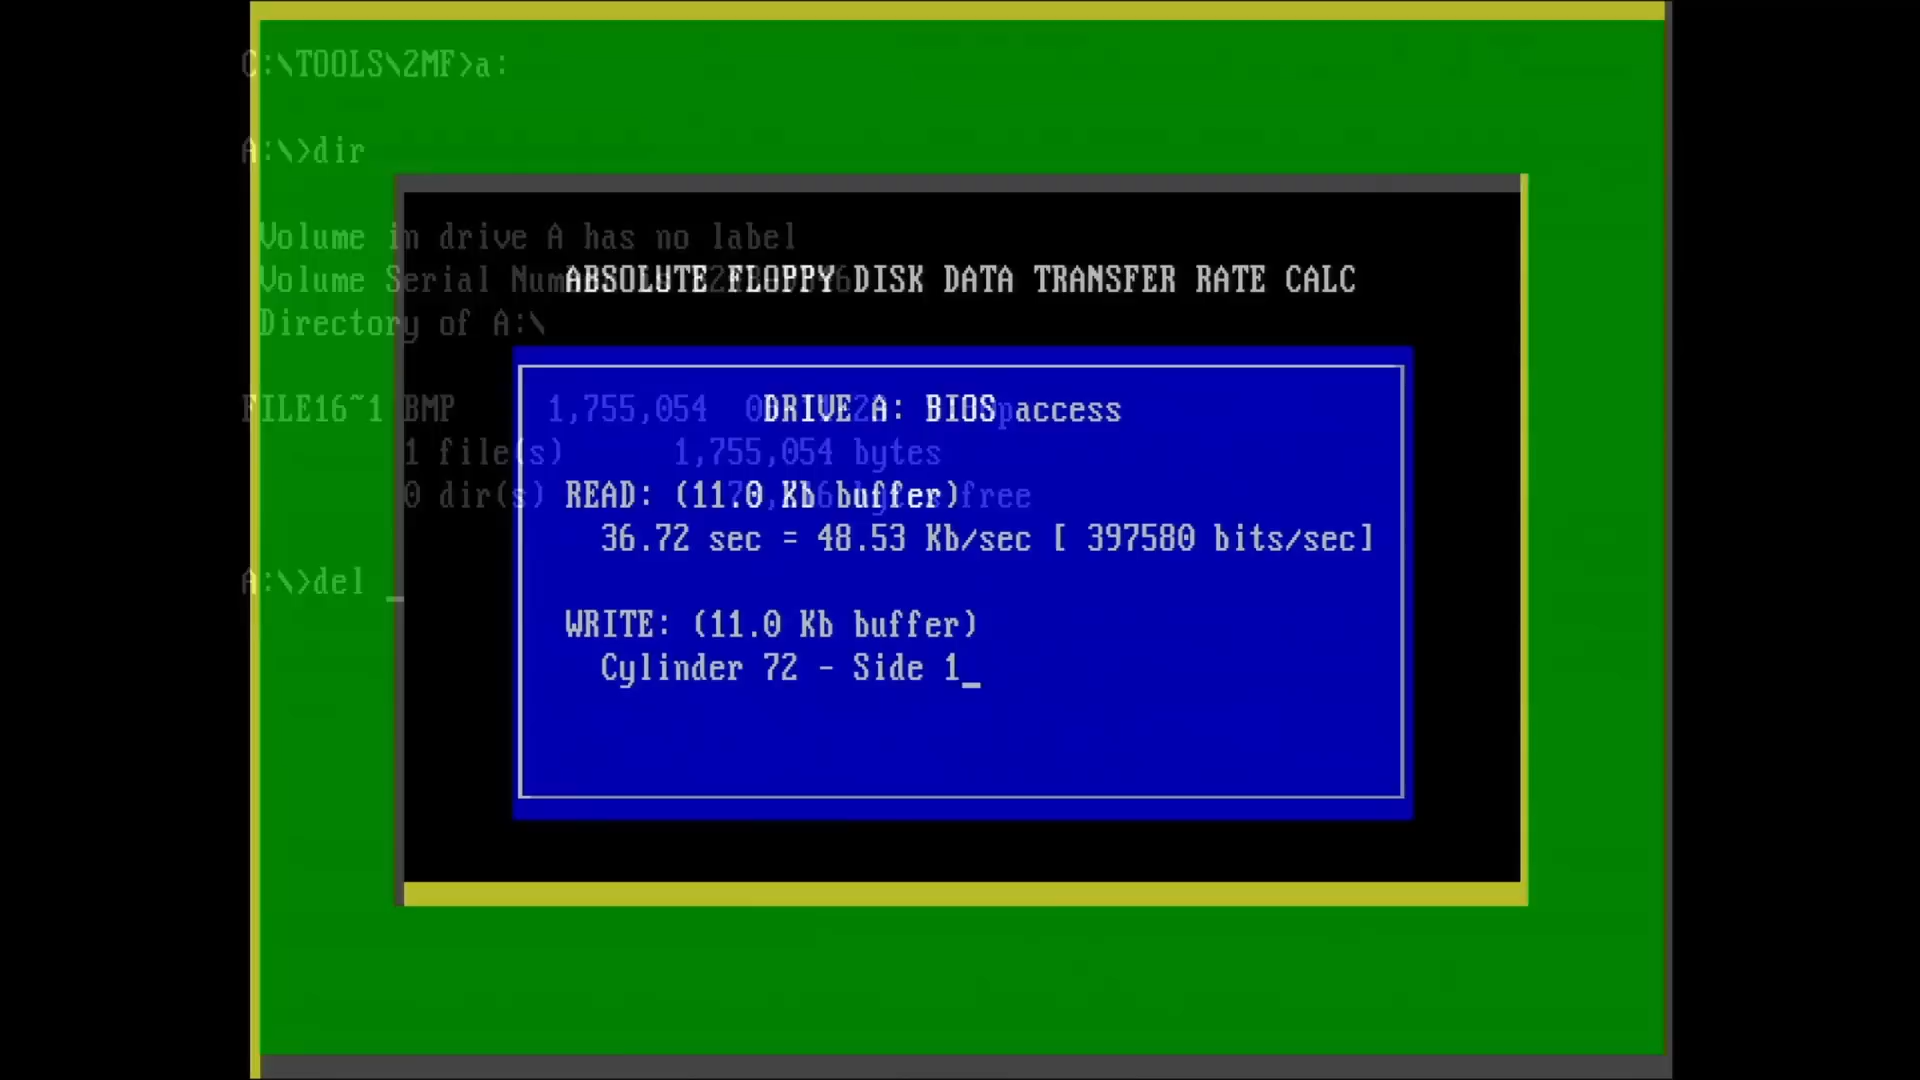 C:\TOOLS\2MF>a:
A:\>dir
Volume in drive A has no label
Volume Serial
Directory of A:\
FILE16~1 BMP 1,755,054
1 file(s) 1,755,054 bytes
0 dir(s) free
A:\>del _
ABSOLUTE FLOPPY DISK DATA TRANSFER RATE CALC
DRIVE A: BIOS access
READ: (11.0 Kb buffer)
36.72 sec = 48.53 Kb/sec [ 397580 bits/sec]
WRITE: (11.0 Kb buffer)
Cylinder 72 - Side 1_